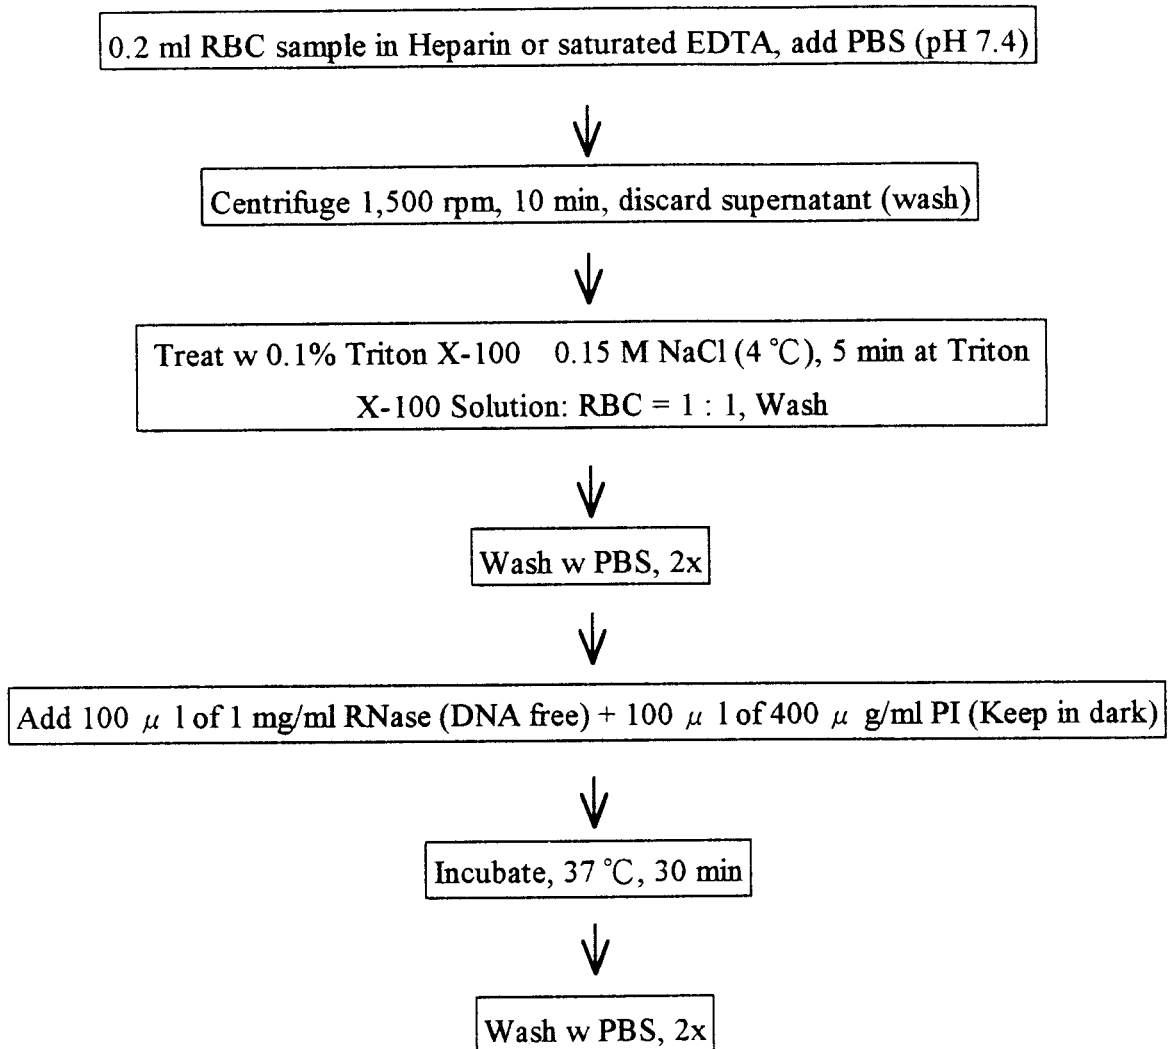 0.2 ml RBC sample in Heparin or saturated EDTA, add PBS (pH 7.4)
Centrifuge 1,500 rpm, 10 min, discard supernatant (wash)
Treat w 0.1% Triton X-100 0.15 M NaCl (4 ℃), 5 min at Triton
X-100 Solution: RBC = 1 : 1, Wash
Wash w PBS, 2x
Add 100 μ l of 1 mg/ml RNase (DNA free) + 100 μ l of 400 μ g/ml PI (Keep in dark)
Incubate, 37 ℃, 30 min
Wash w PBS, 2x